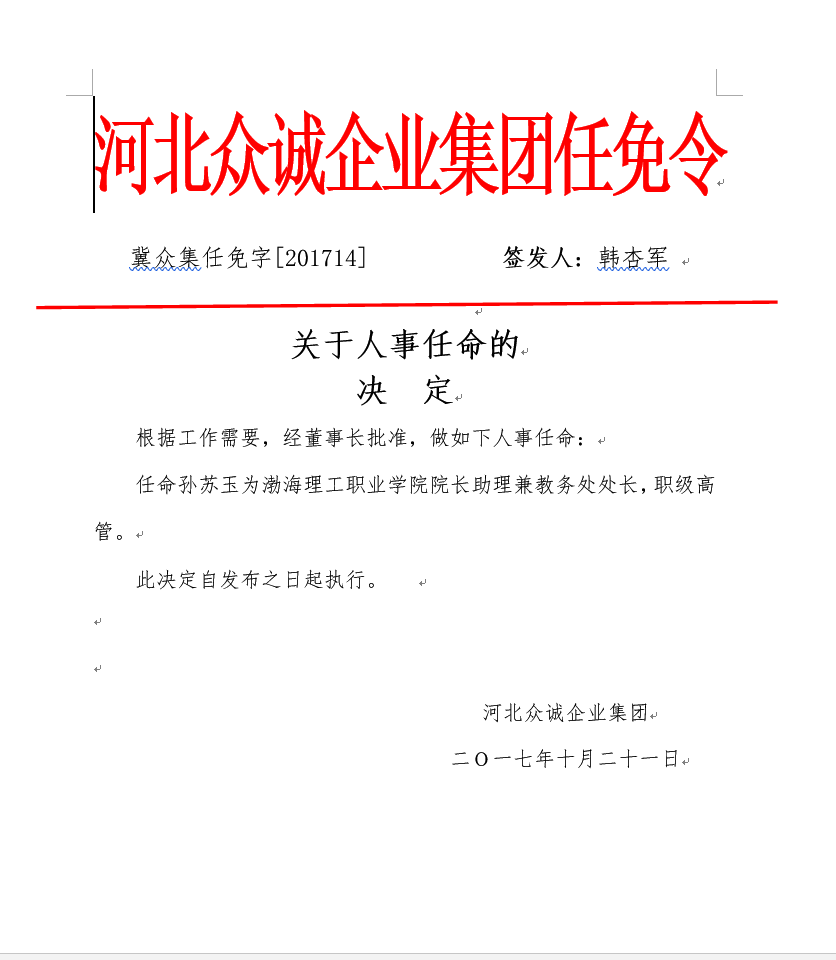 河北众诚企业集团任免令
冀众集任免字[201714] 签发人：韩杏军
关于人事任命的
决 定
根据工作需要，经董事长批准，做如下人事任命：
任命孙苏玉为渤海理工职业学院院长助理兼教务处处长，职级高
管。
此决定自发布之日起执行。
河北众诚企业集团
二O一七年十月二十一日